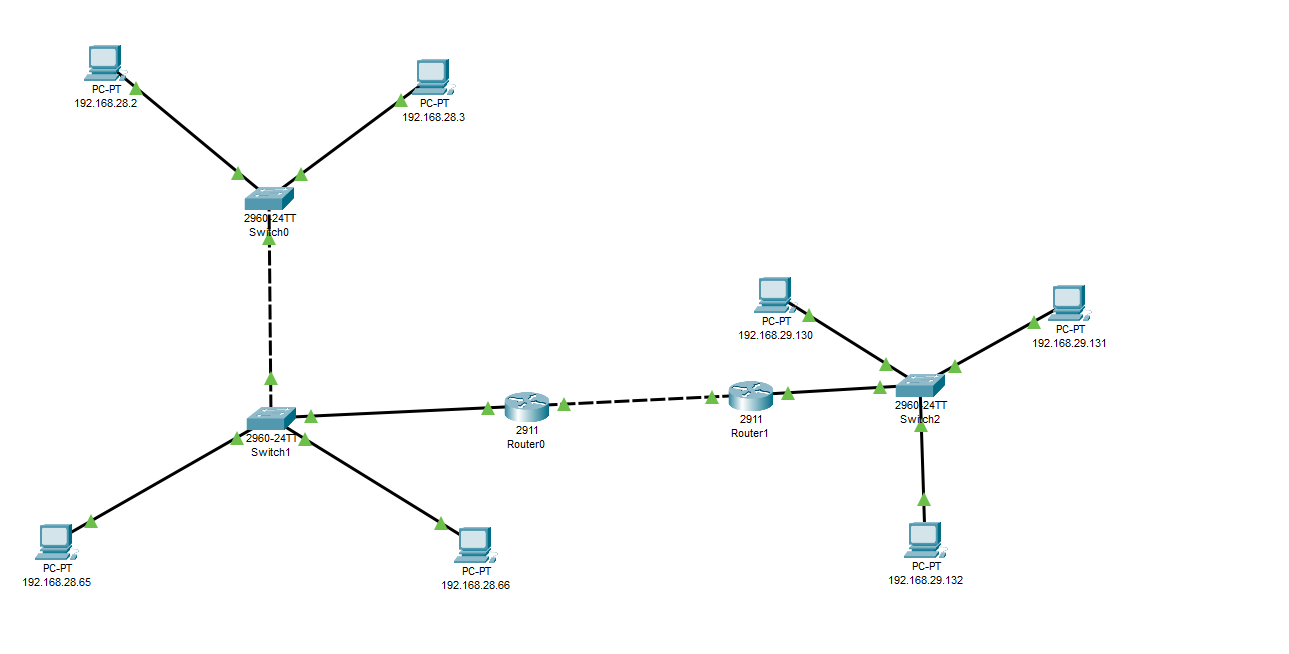 PC-PT
192.168.28.2
PC-PT
192.168.28.3
2960-24TT
Switch0
PC-PT
192.168.29.130
PC-PT
192.168.29.131
2960-24TT
Switch1
2911
Router0
2911
Router1
2960-24TT
Switch2
PC-PT
192.168.28.65
PC-PT
192.168.28.66
PC-PT
192.168.29.132